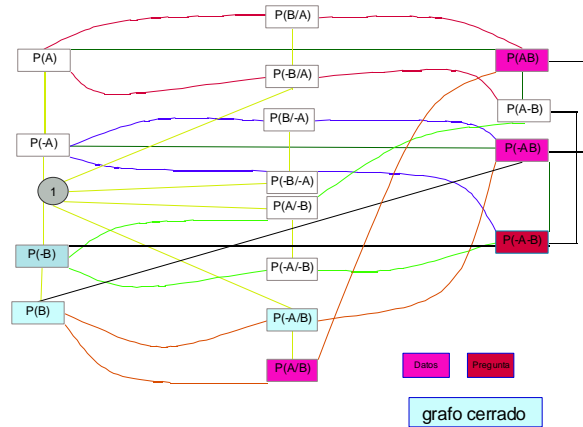 P(B/A)
P(A)
P(AB)
P(-B/A)
P(A-B)
P(B/-A)
P(-A)
P(-AB)
P(-B/-A)
1
P(A/-B)
P(-A-B)
P(-B)
P(-A/-B)
P(B)
P(-A/B)
P(A/B)
Datos
Pregunta
grafo cerrado